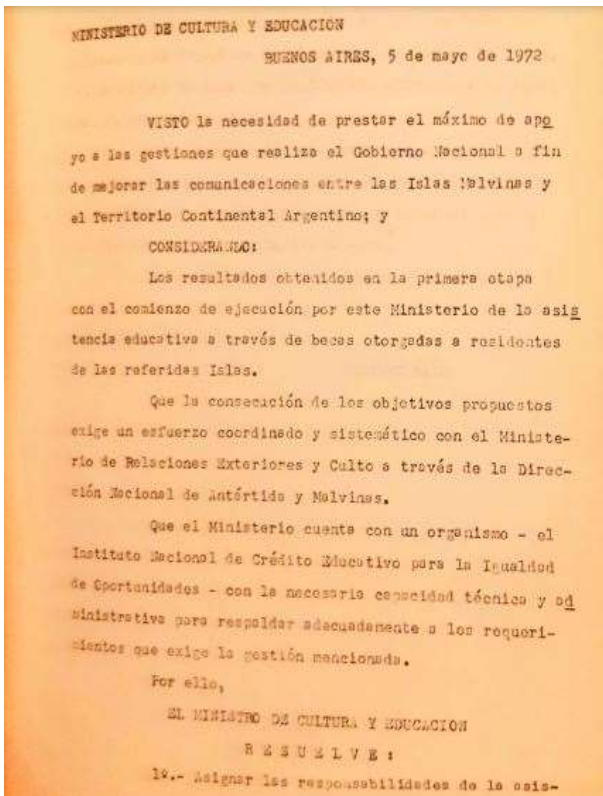 MINISTERIO DE CULTURA Y EDUCACION
BUENOS AIRES, 5 de mayo de 1972
VISTO la necesidad de prestar el máximo de apo
yo a las gestiones que realiza el Gobierno Nacional a fin
de mejorar las comunicaciones entre las Islas Malvinas y
el Territorio Continental Argentino; y
CONSIDERANDO:
Los resultados obtenidos en la primera etapa
con el comienzo de ejecución por este Ministerio de la asis
tencia educativa a través de becas otorgadas a residentes
de las referidas Islas.
Que la consecución de los objetivos propuestos
exige un esfuerzo coordinado y sistemático con el Ministe-
rio de Relaciones Exteriores y Culto a través de la Direc-
ción Nacional de Antártida y Malvinas.
Que el Ministerio cuenta con un organismo - el
Instituto Nacional de Crédito Educativo para la Igualdad
de Oportunidades - con la necesaria capacidad técnica y ad
ministrativa para respaldar adecuadamente a los requeri-
mientos que exige la gestión mencionada.
Por ello,
EL MINISTRO DE CULTURA Y EDUCACION
R E S U E L V E :
1º.- Asignar las responsabilidades de la asis-